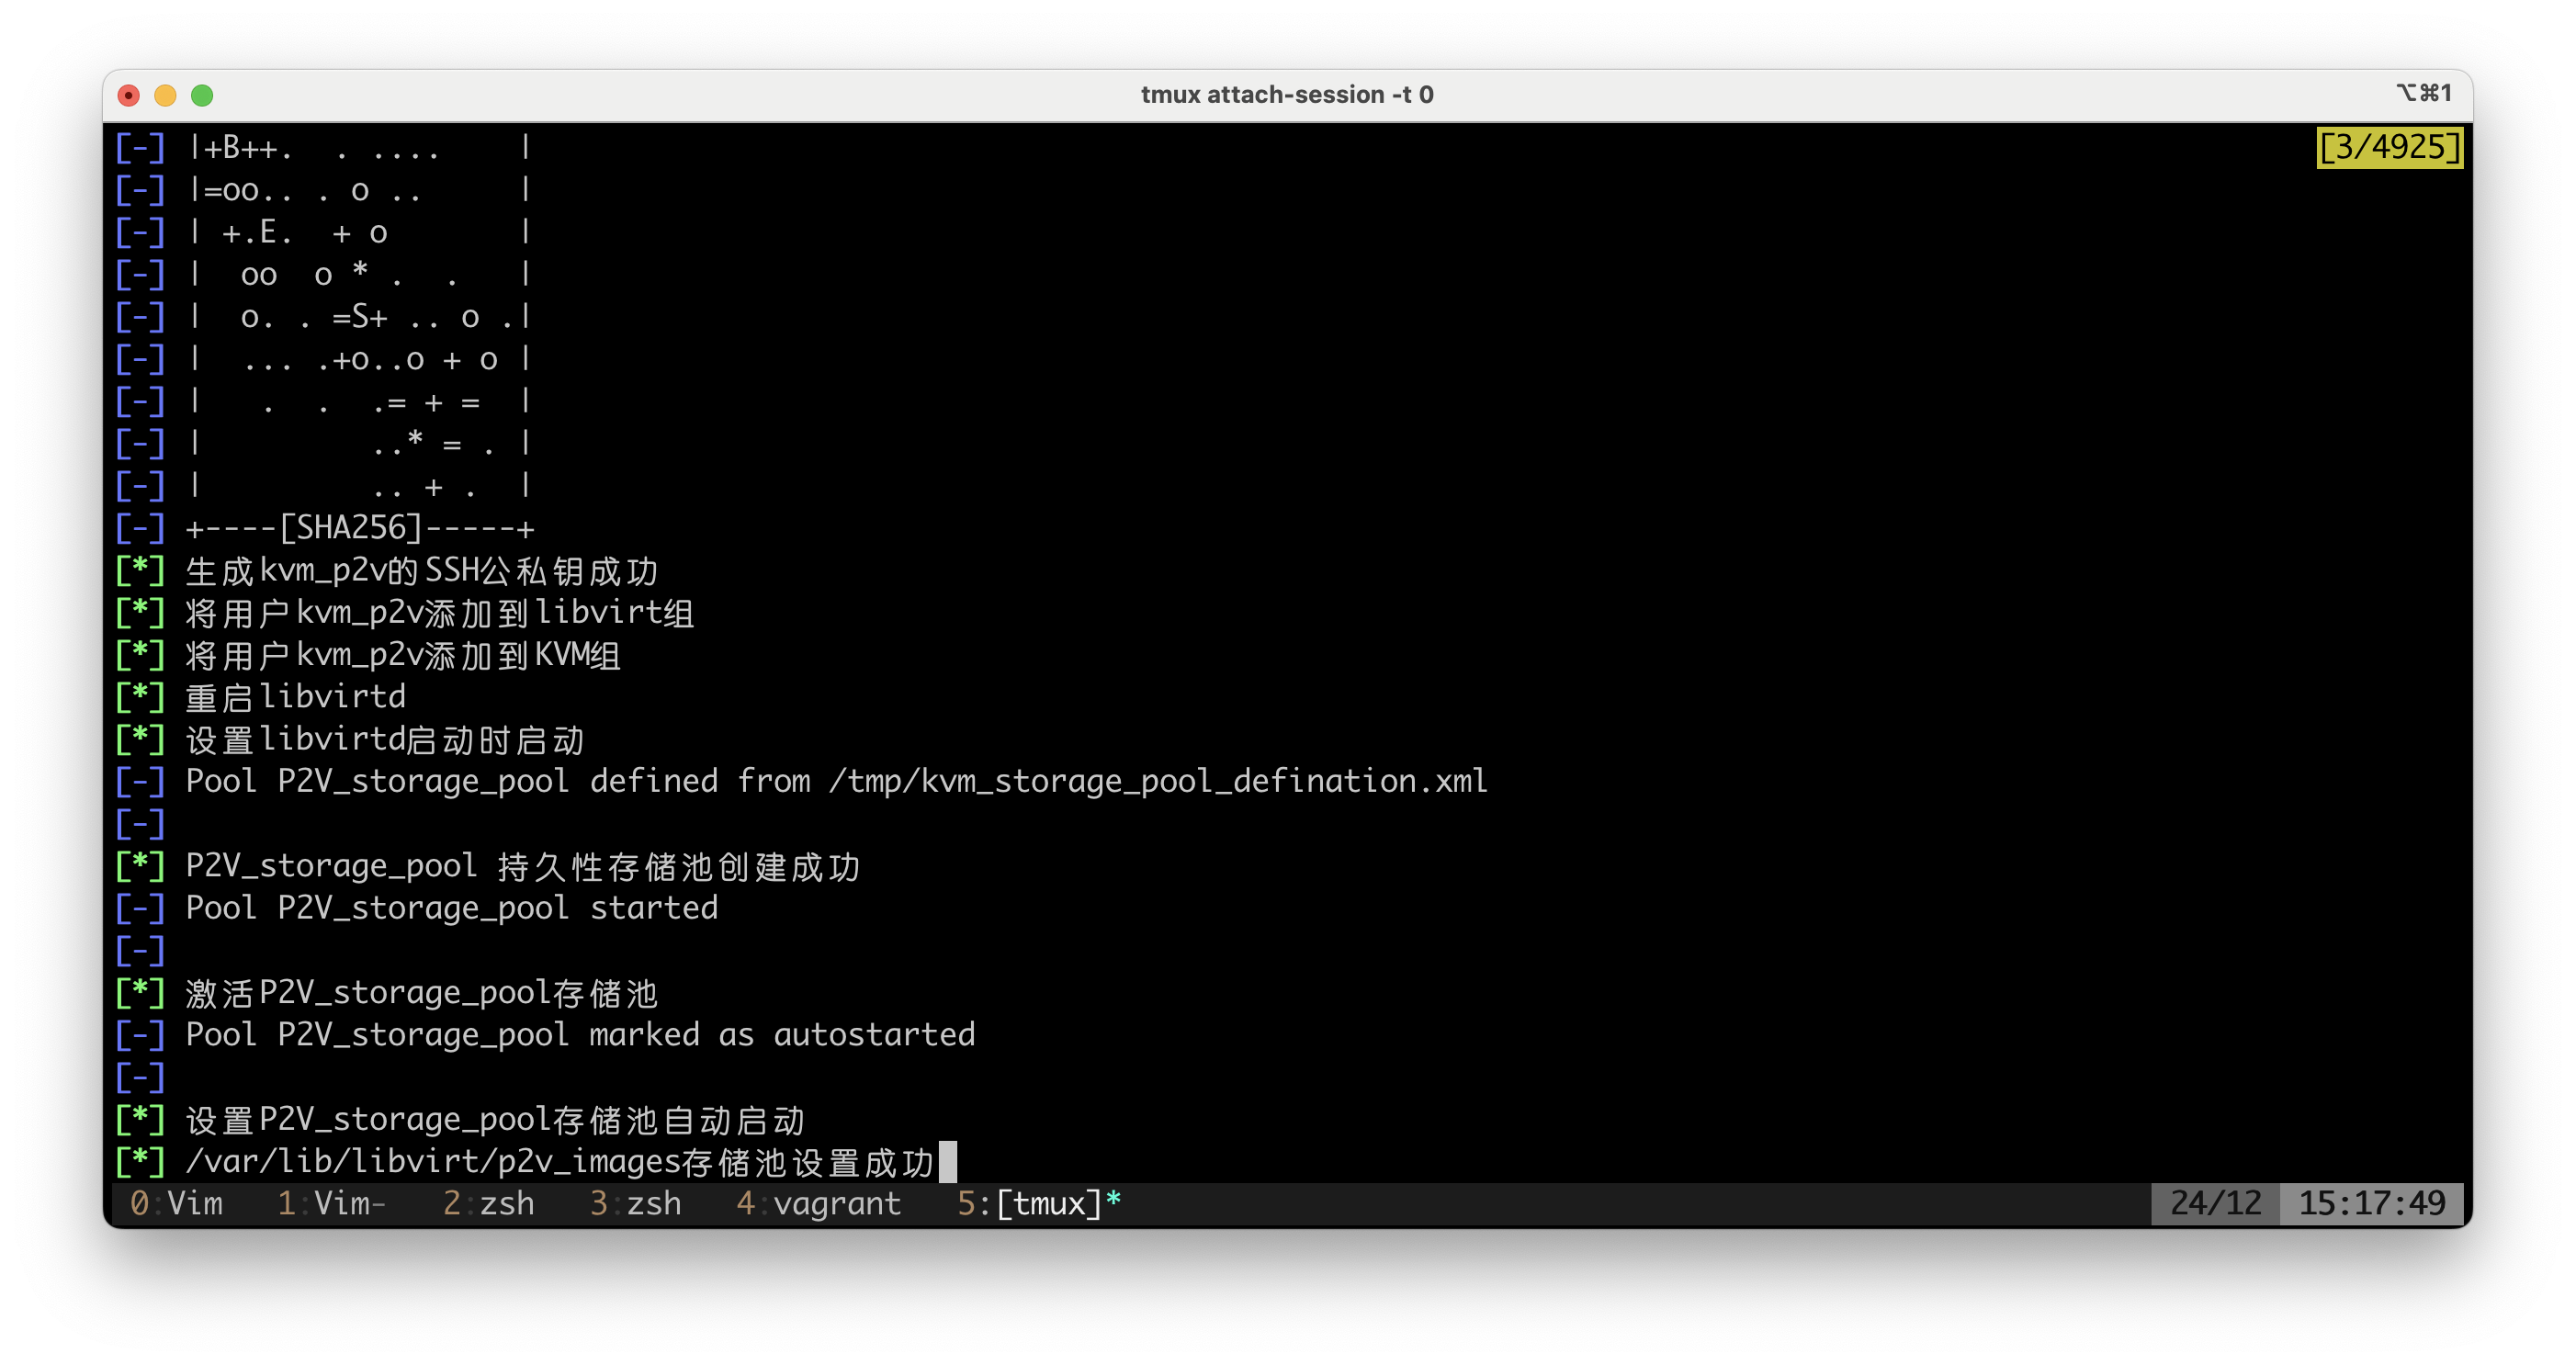 tmux attach-session -t 0
⌥⌘1
[-] |+B++.  . ....    | [3/4925]
[-] |=oo.. . o ..     |
[-] | +.E.  + o       |
[-] |  oo  o * .  .   |
[-] |  o. . =S+ .. o .|
[-] |  ... .+o..o + o |
[-] |   .  .  .= + =  |
[-] |         ..* = . |
[-] |         .. + .  |
[-] +----[SHA256]-----+
[*] 生成kvm_p2v的SSH公私钥成功
[*] 将用户kvm_p2v添加到libvirt组
[*] 将用户kvm_p2v添加到KVM组
[*] 重启libvirtd
[*] 设置libvirtd启动时启动
[-] Pool P2V_storage_pool defined from /tmp/kvm_storage_pool_defination.xml
[-]
[*] P2V_storage_pool 持久性存储池创建成功
[-] Pool P2V_storage_pool started
[-]
[*] 激活P2V_storage_pool存储池
[-] Pool P2V_storage_pool marked as autostarted
[-]
[*] 设置P2V_storage_pool存储池自动启动
[*] /var/lib/libvirt/p2v_images存储池设置成功
0:Vim  1:Vim-  2:zsh  3:zsh  4:vagrant  5:[tmux]*  24/12  15:17:49